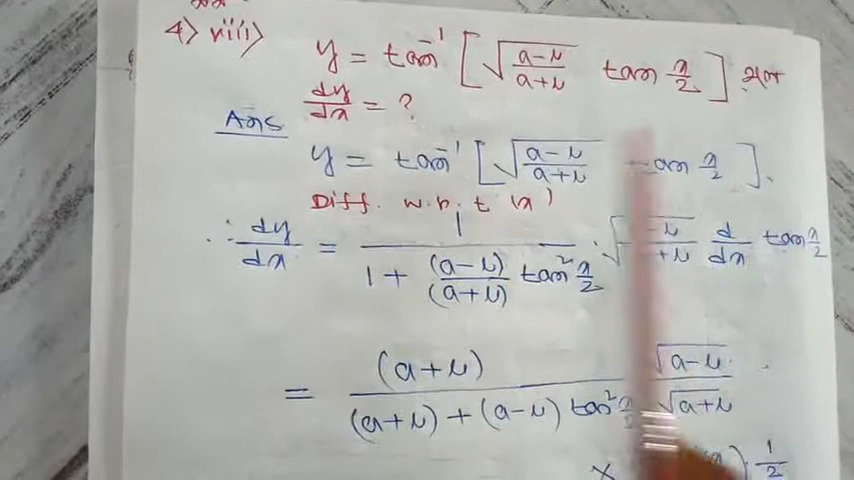 4) viii)
y = tan⁻¹ [ √(a-b / a+b) tan x/2 ]
dy/dx = ?
Ans
y = tan⁻¹ [ √(a-b / a+b) tan x/2 ].
Diff. w.r.t (x)
∴ dy/dx = 1 / (1 + (a-b)/(a+b) tan² x/2) . √(-b / +b) d/dx tan x/2
= (a+b) / ((a+b) + (a-b) tan² x/2) √a-b / √a+b
× . 1/2